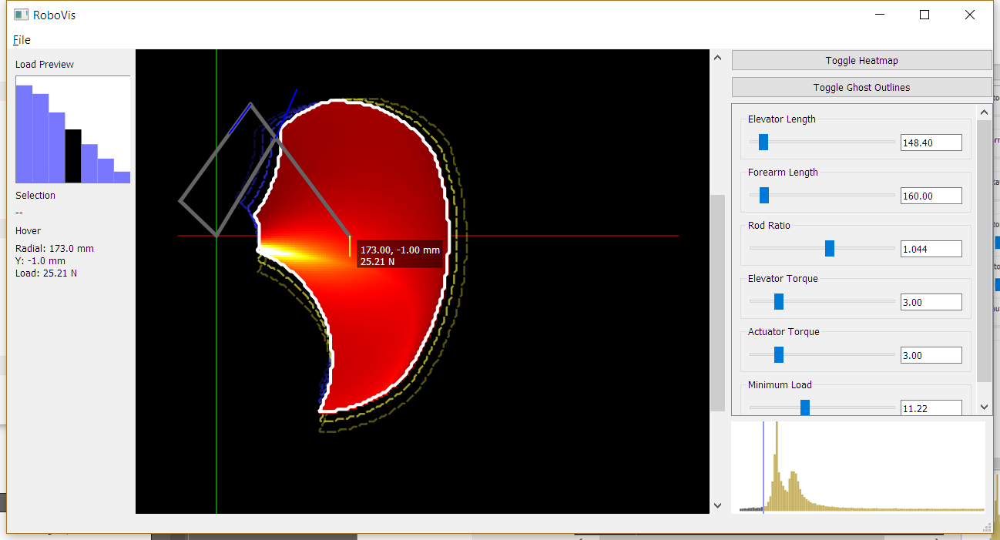 RoboVis
File
Load Preview
Selection
--
Hover
Radial: 173.0 mm
Y: -1.0 mm
Load: 25.21 N
173.00, -1.00 mm
25.21 N
Toggle Heatmap
Toggle Ghost Outlines
Elevator Length
148.40
Forearm Length
160.00
Rod Ratio
1.044
Elevator Torque
3.00
Actuator Torque
3.00
Minimum Load
11.22